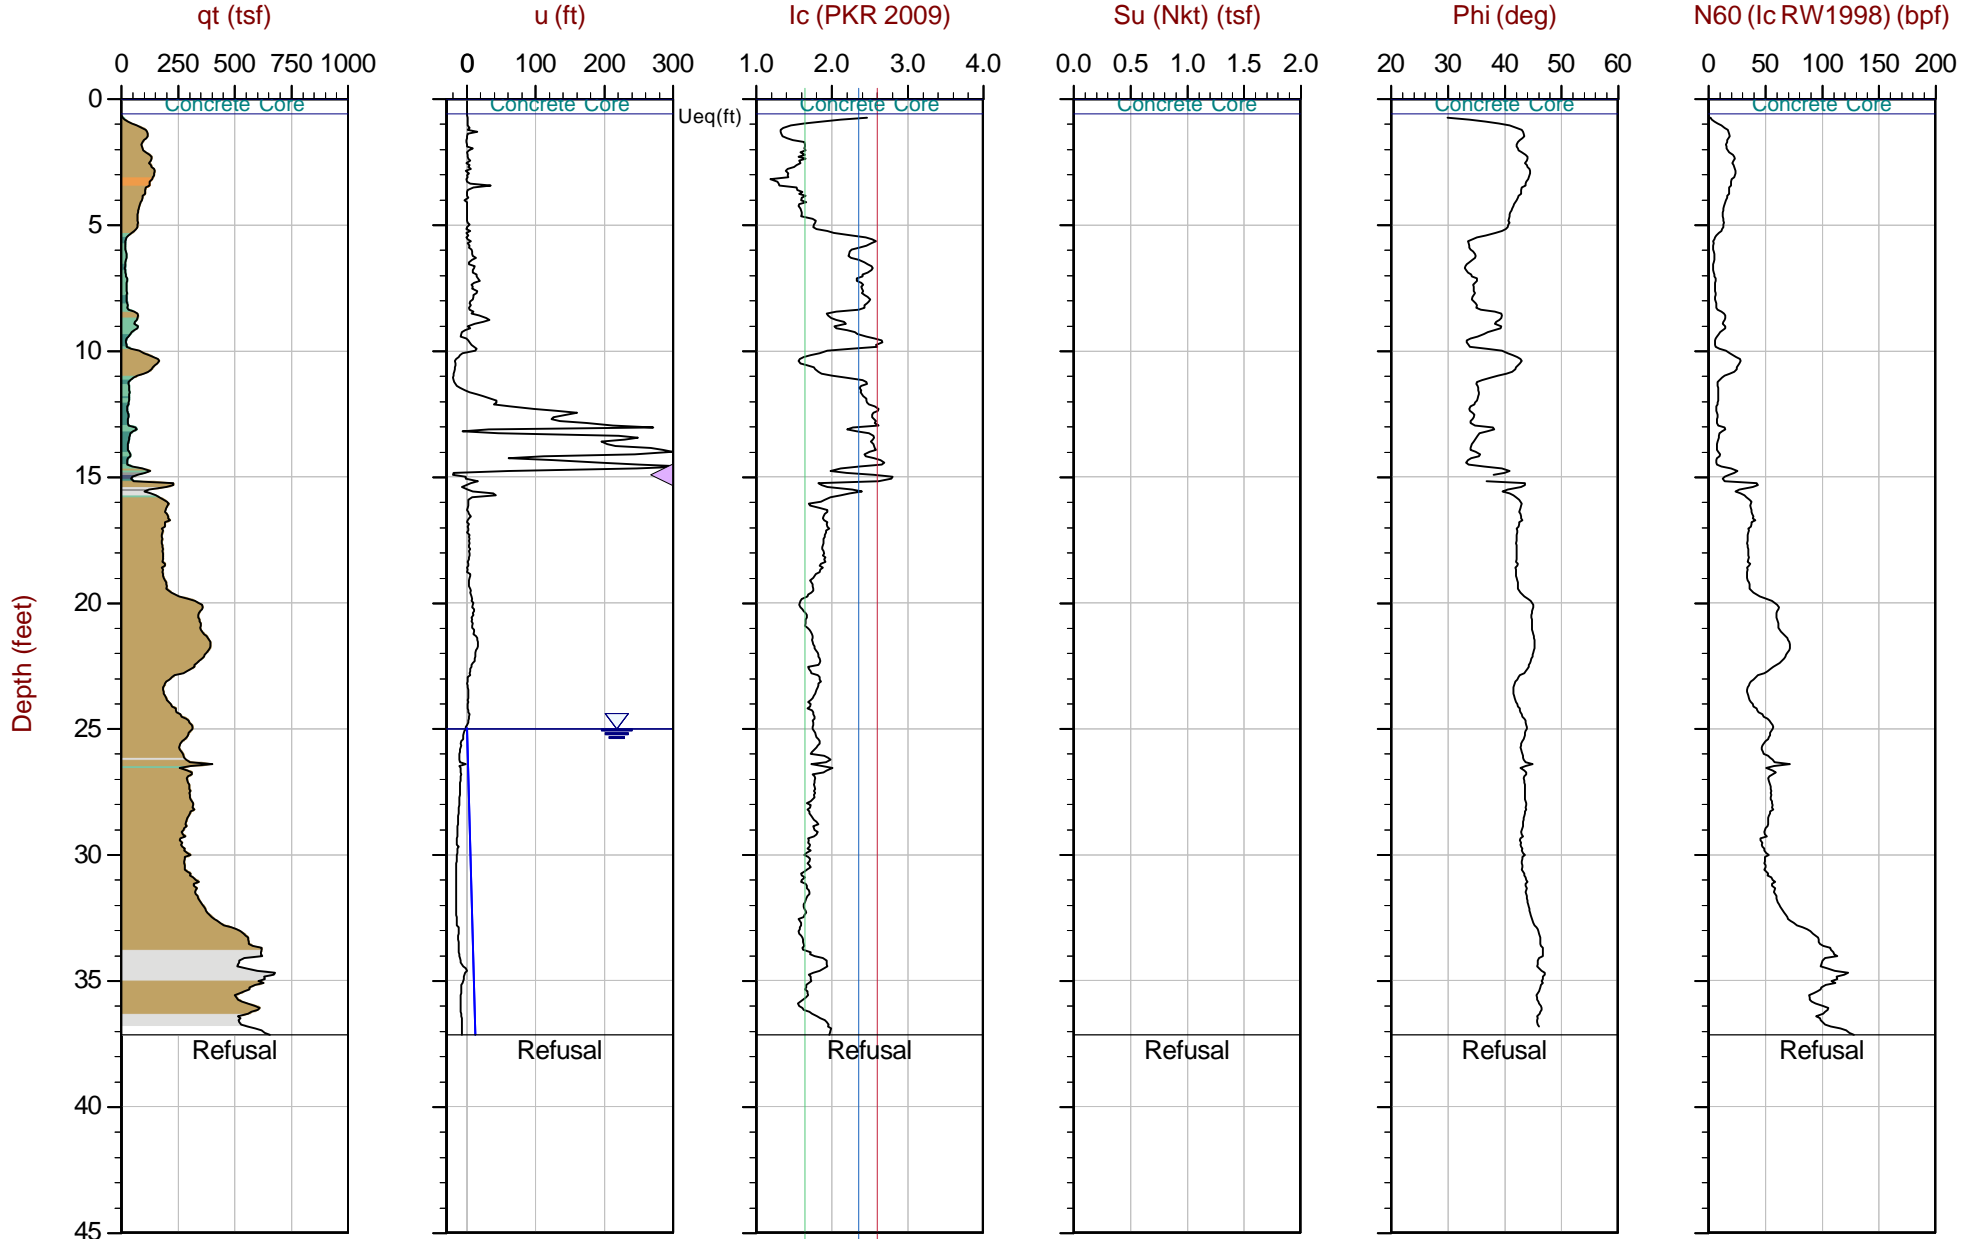 qt (tsf) u (ft) Ic (PKR 2009) Su (Nkt) (tsf) Phi (deg) N60 (Ic RW1998) (bpf)
0 250 500 750 1000 0 100 200 300 1.0 2.0 3.0 4.0 0.0 0.5 1.0 1.5 2.0 20 30 40 50 60 0 50 100 150 200
0
Concrete Core Concrete Core Concrete Core Concrete Core Concrete Core Concrete Core
Ueq(ft)
5
10
15
20
Depth (feet)
25
30
35
Refusal Refusal Refusal Refusal Refusal Refusal
40
45